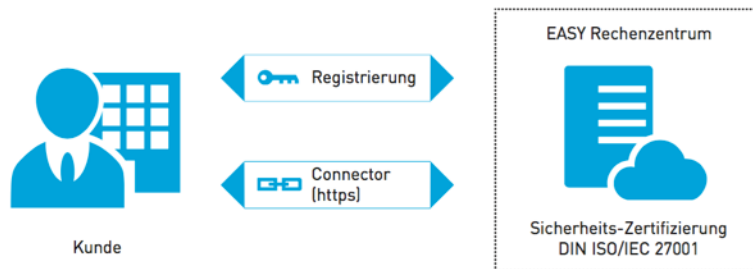 EASY Rechenzentrum
Registrierung
Connector
(https)
Kunde
Sicherheits-Zertifizierung
DIN ISO/IEC 27001